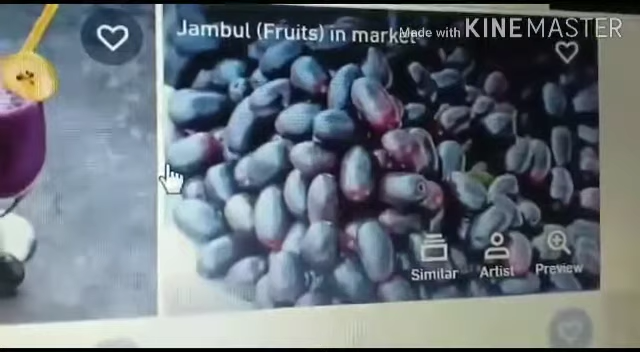 Jambul (Fruits) in market
Made with KINEMASTER
Similar
Artist
Preview